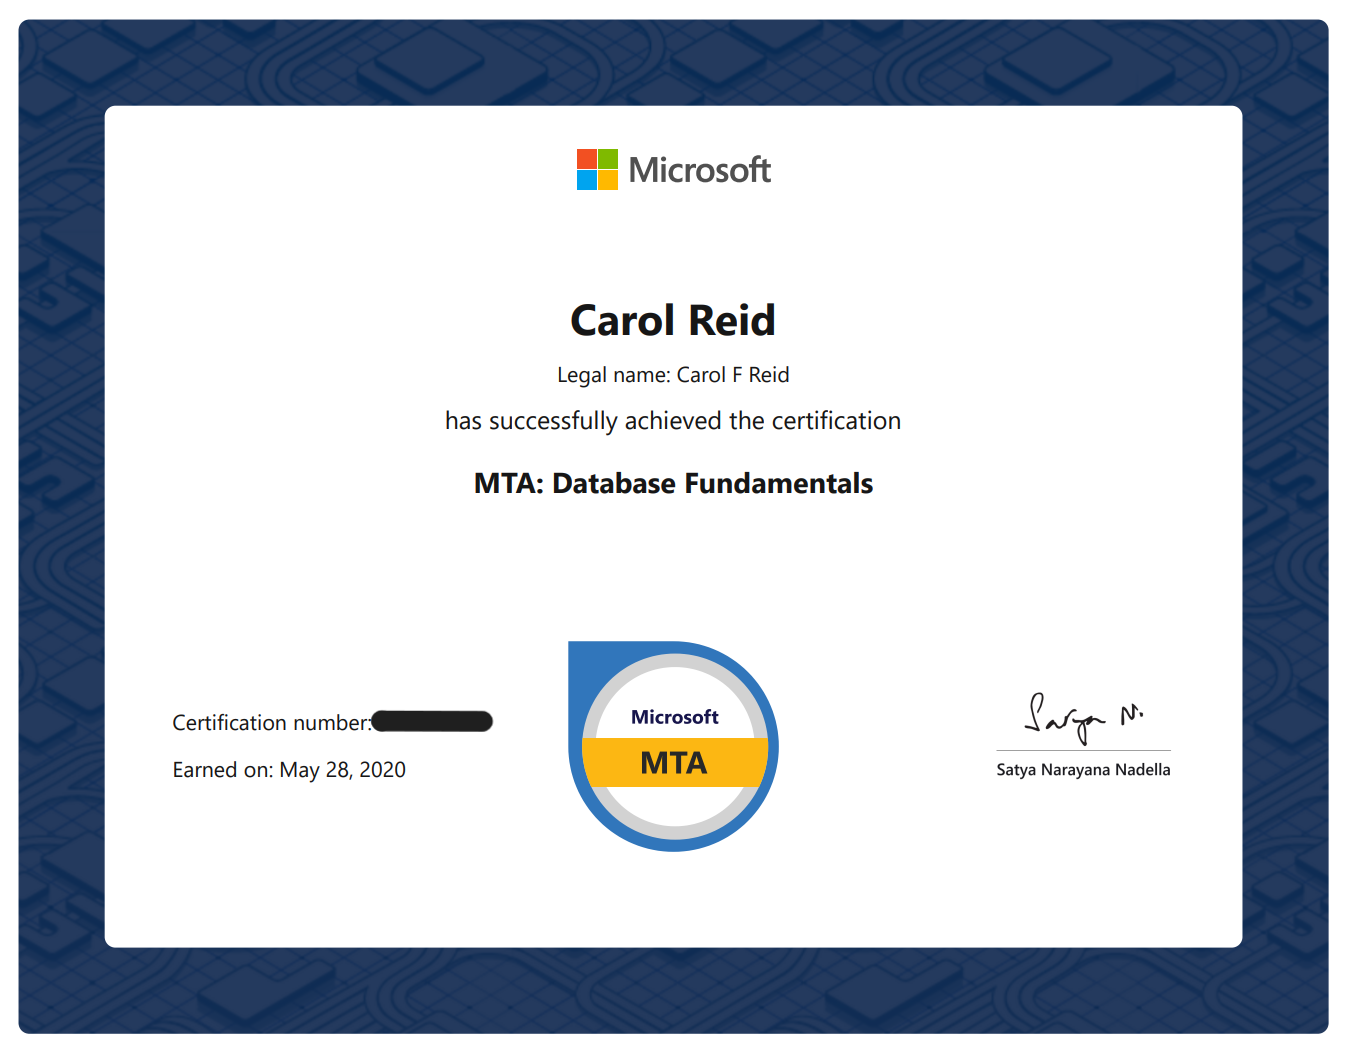 Microsoft
Carol Reid
Legal name: Carol F Reid
has successfully achieved the certification
MTA: Database Fundamentals
Certification number:
Earned on: May 28, 2020
Microsoft
MTA
Satya N.
Satya Narayana Nadella